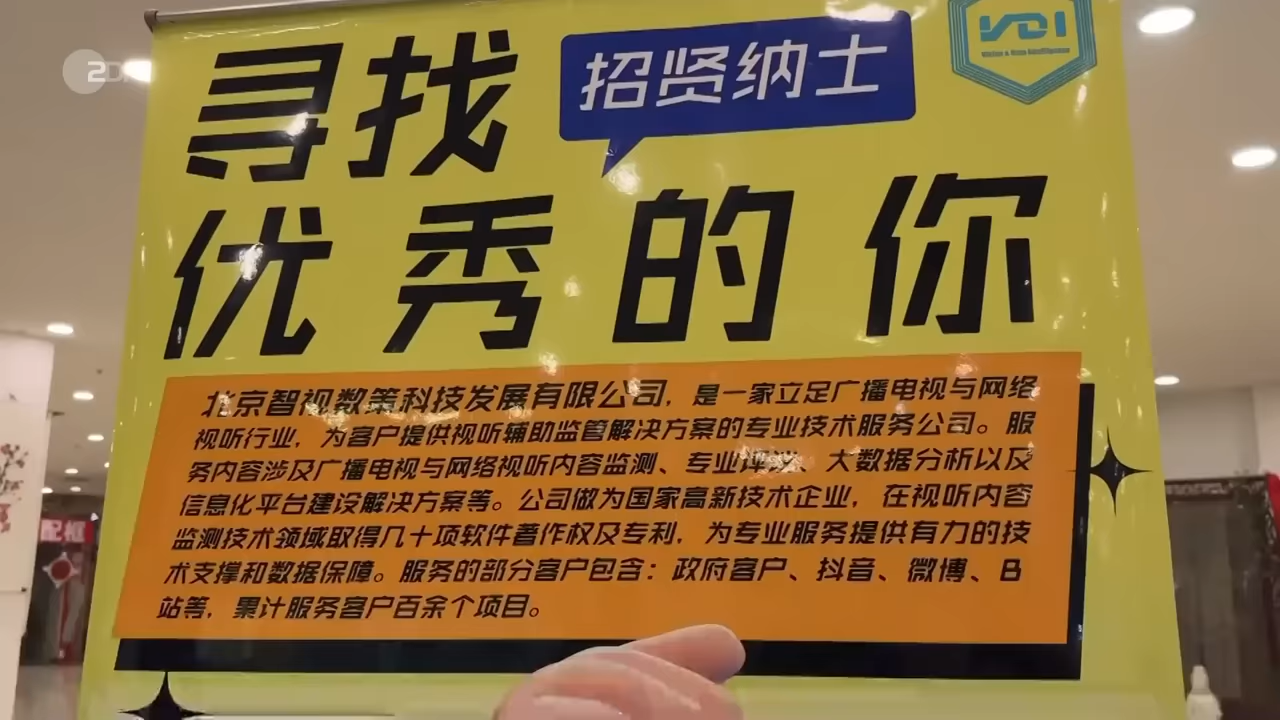 ZDF
寻找
招贤纳士
VDI
优秀的你
北京智视数策科技发展有限公司，是一家立足广播电视与网络
视听行业，为客户提供视听辅助监管解决方案的专业技术服务公司。服
务内容涉及广播电视与网络视听内容监测、专业评议、大数据分析以及
信息化平台建设解决方案等。公司做为国家高新技术企业，在视听内容
监测技术领域取得几十项软件著作权及专利，为专业服务提供有力的技
术支撑和数据保障。服务的部分客户包含：政府客户、抖音、微博、B
站等，累计服务客户百余个项目。
配框